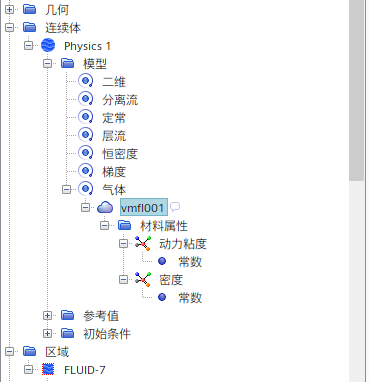 几何
连续体
Physics 1
模型
二维
分离流
定常
层流
恒密度
梯度
气体
vmfl001
材料属性
动力粘度
常数
密度
常数
参考值
初始条件
区域
FLUID-7